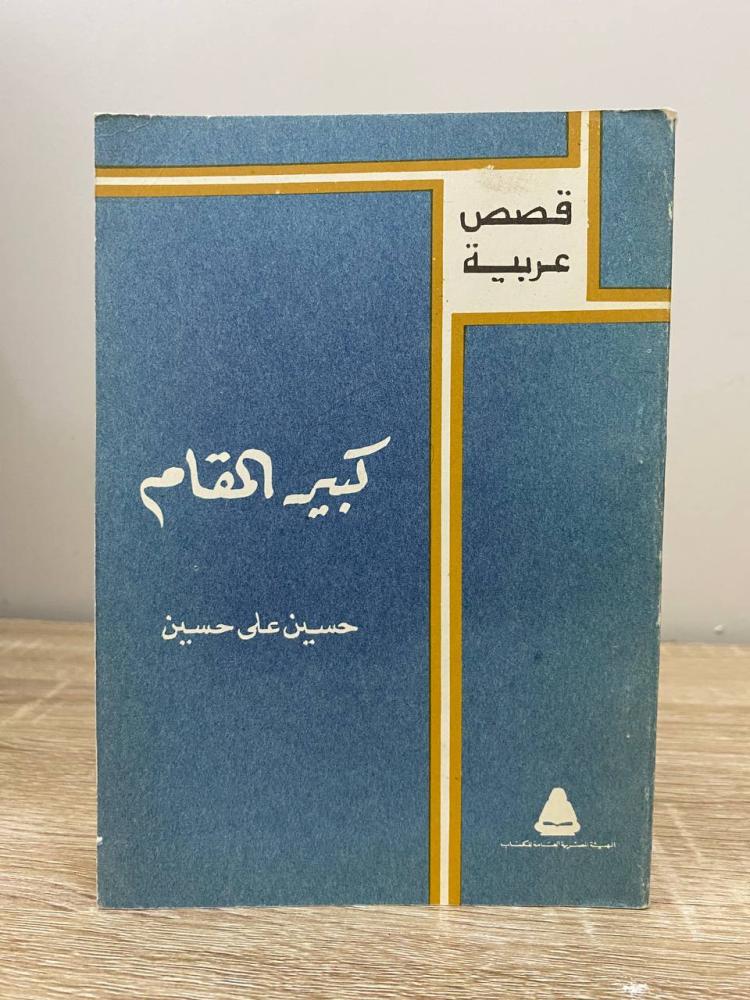 قصص
عربية
كبير المقام
حسين على حسين
الهيئة المصرية العامة للكتاب